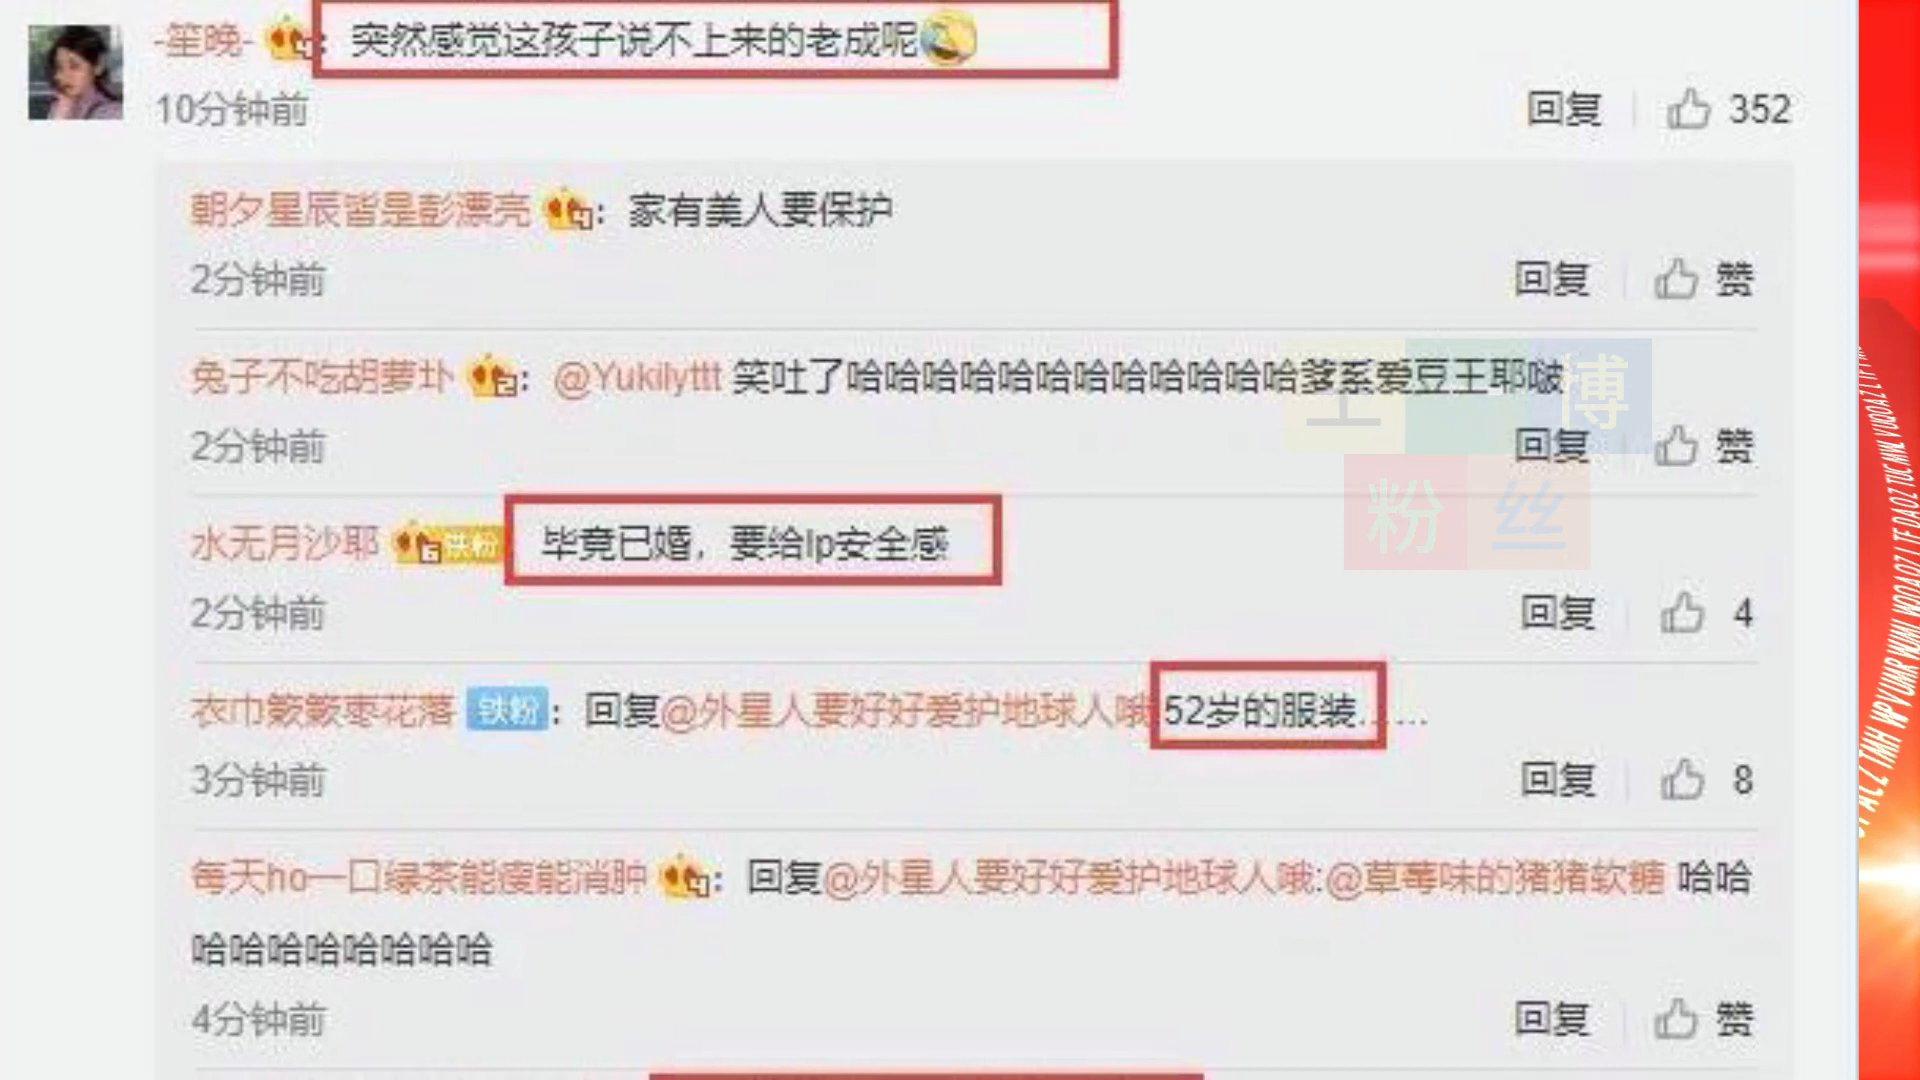 -笙晚- : 突然感觉这孩子说不上来的老成呢
10分钟前 回复 352
朝夕星辰皆是彭漂亮 4: 家有美人要保护
2分钟前 回复 赞
兔子不吃胡萝卜 2: @Yukilyttt 笑吐了哈哈哈哈哈哈哈哈哈哈哈哈爹系爱豆王耶啵
2分钟前 回复 赞
博
粉丝
水无月沙耶 6 铁粉 毕竟已婚，要给lp安全感
2分钟前 回复 4
衣巾簌簌枣花落 铁粉 : 回复@外星人要好好爱护地球人哦:52岁的服装……
3分钟前 回复 8
每天ho一口绿茶能瘦能消肿 4: 回复@外星人要好好爱护地球人哦:@草莓味的猪猪软糖 哈哈
哈哈哈哈哈哈哈哈
4分钟前 回复 赞